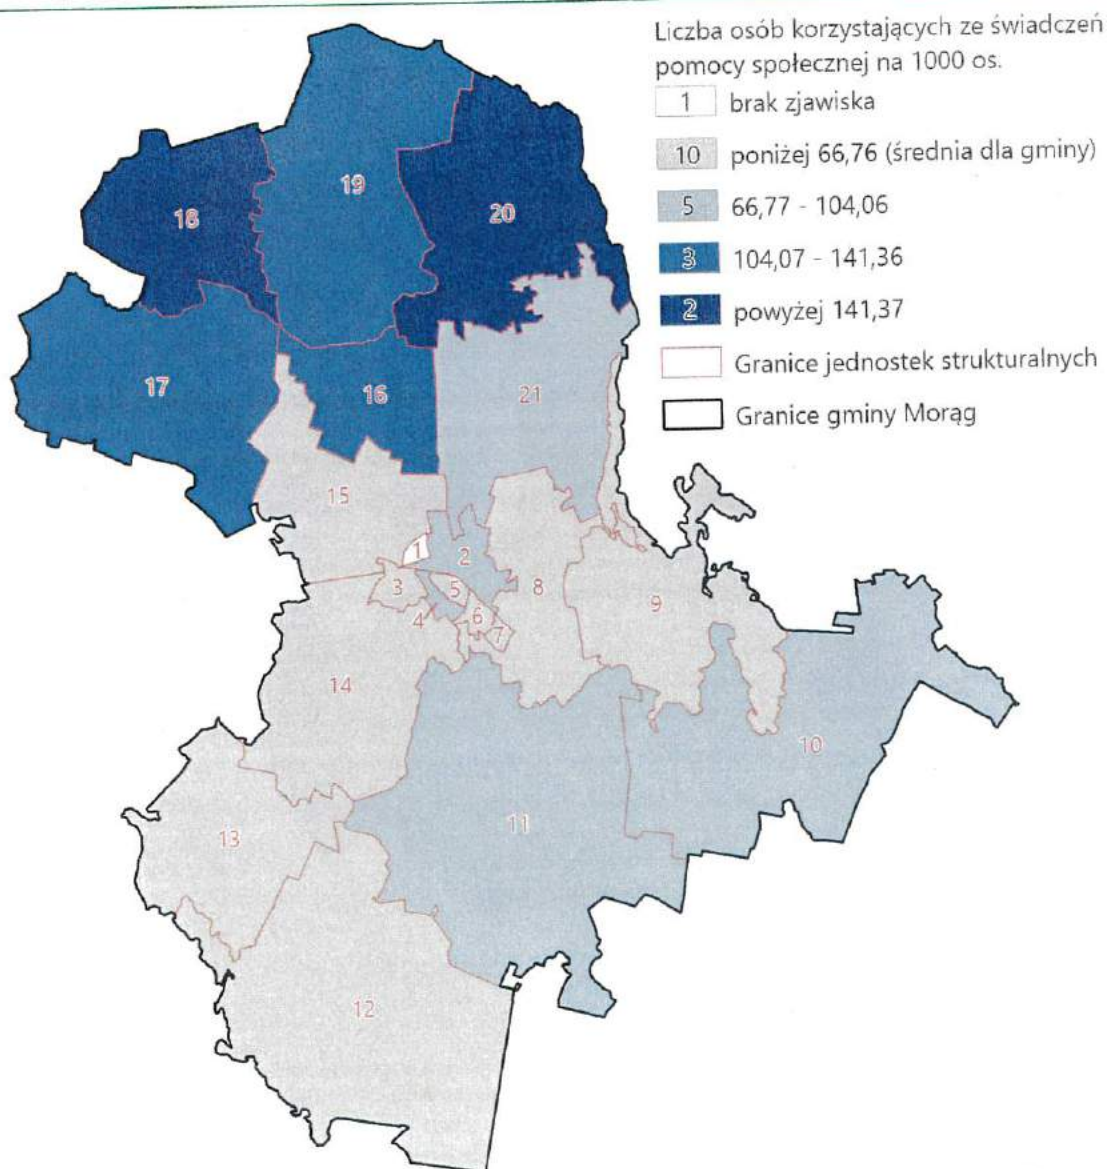 Liczba osób korzystających ze świadczeń
pomocy społecznej na 1000 os.
1 brak zjawiska
10 poniżej 66,76 (średnia dla gminy)
5 66,77 - 104,06
3 104,07 - 141,36
2 powyżej 141,37
Granice jednostek strukturalnych
Granice gminy Morąg
19
18
20
17
16
21
15
1
2
3
5
8
9
4
6
7
14
10
11
13
12